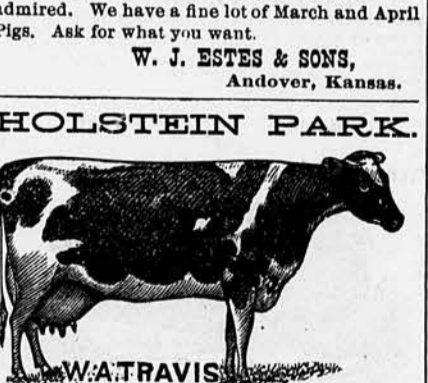 admired. We have a fine lot of March and April
Pigs. Ask for what you want.
W. J. ESTES & SONS,
Andover, Kansas.
HOLSTEIN PARK.
W.A.TRAVIS